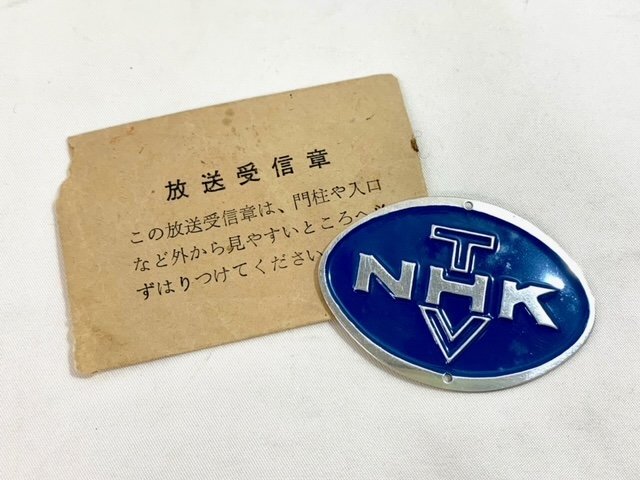 放送受信章
この放送受信章は、門柱や入口
など外から見やすいところへ
ずはりつけてください
T
NHK
V